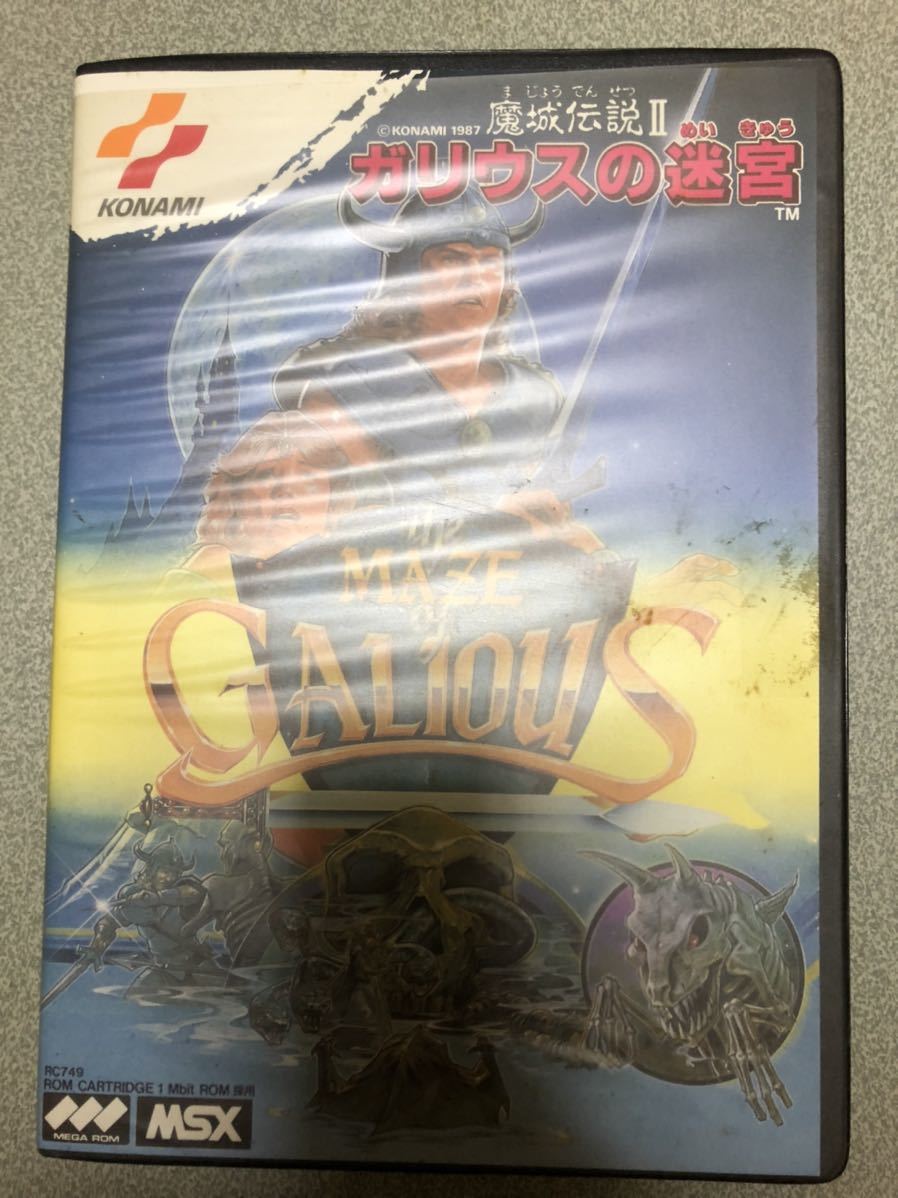 KONAMI
© KONAMI 1987
まじょうでんせつ
魔城伝説II
めいきゅう
ガリウスの迷宮
TM
the
MAZE
of
GALIOUS
RC749
ROM CARTRIDGE 1 Mbit ROM 採用
MEGA ROM
MSX